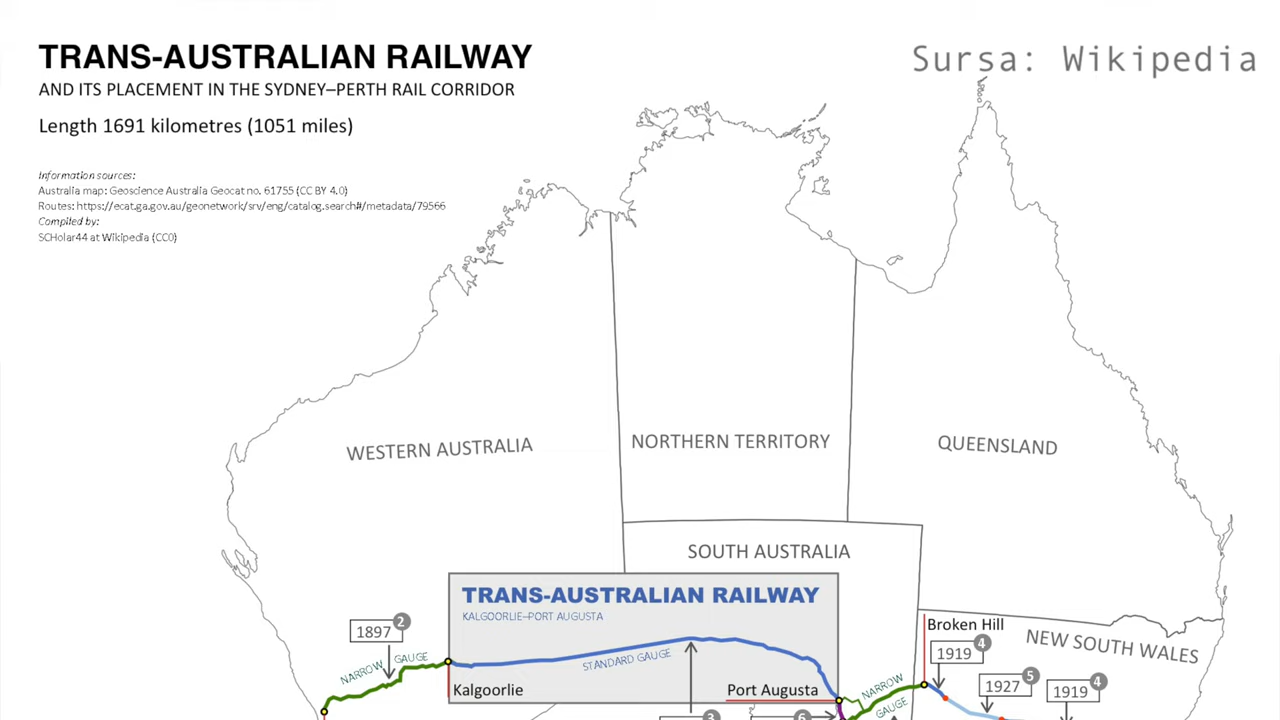 TRANS-AUSTRALIAN RAILWAY
AND ITS PLACEMENT IN THE SYDNEY–PERTH RAIL CORRIDOR
Length 1691 kilometres (1051 miles)
Sursa: Wikipedia
Information sources:
Australia map: Geoscience Australia Geocat no. 61755 (CC BY 4.0)
Routes: https://ecat.ga.gov.au/geonetwork/srv/eng/catalog.search#/metadata/79566
Compiled by:
SCHolar44 at Wikipedia (CC0)
WESTERN AUSTRALIA
NORTHERN TERRITORY
QUEENSLAND
SOUTH AUSTRALIA
TRANS-AUSTRALIAN RAILWAY
KALGOORLIE–PORT AUGUSTA
1897 2
NARROW GAUGE
STANDARD GAUGE
Kalgoorlie
Port Augusta
Broken Hill
NEW SOUTH WALES
1919 4
NARROW
GAUGE
1927 5
1919 4
3
6